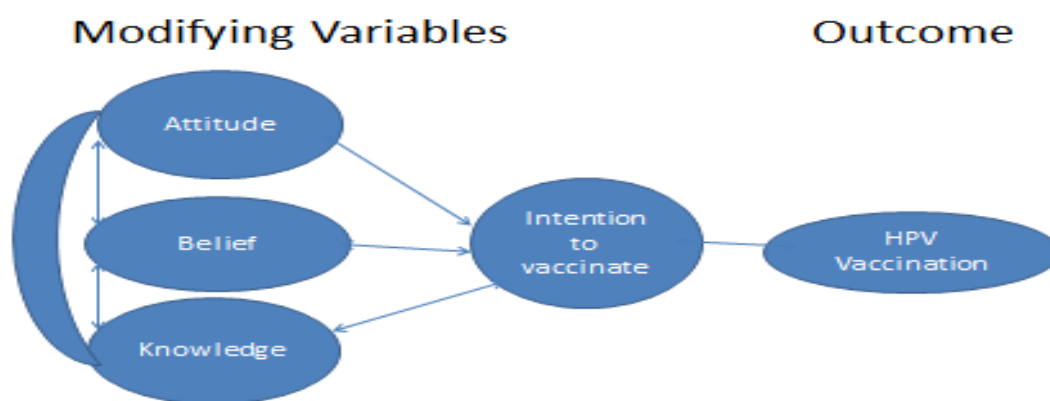 Modifying Variables
Outcome
Attitude
Belief
Knowledge
Intention
to
vaccinate
HPV
Vaccination